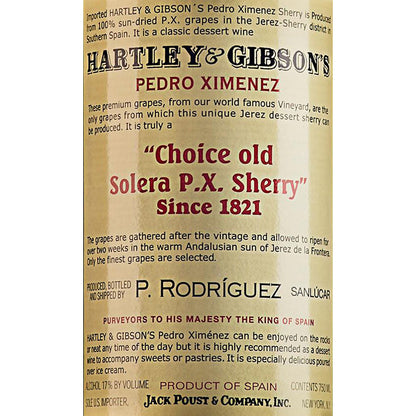 Imported HARTLEY & GIBSON´S Pedro Ximenez Sherry is Produced
from 100% sun-dried P.X. grapes in the Jerez-Sherry district in
Southern Spain. It is a classic dessert wine
HARTLEY & GIBSON'S
PEDRO XIMENEZ
These premium grapes, from our world famous Vineyard, are the
only grapes from which this unique Jerez dessert sherry can
be produced. It is truly a
“Choice old
Solera P.X. Sherry”
Since 1821
The grapes are gathered after the vintage and allowed to ripen for
over two weeks in the warm Andalusian sun of Jerez de la Frontera.
Only the finest grapes are selected.
PRODUCED, BOTTLED
AND SHIPPED BY P. RODRÍGUEZ SANLÚCAR
PURVEYORS TO HIS MAJESTY THE KING OF SPAIN
HARTLEY & GIBSON'S Pedro Ximénez can be enjoyed on the rocks
or neat any time of the day but it is highly recommended as a dessert
wine to accompany sweets or pastries. It is especially delicious poured
over ice cream.
ALCOHOL 17% BY VOLUME PRODUCT OF SPAIN CONTENTS 750 ML
SOLE U.S. IMPORTER, JACK POUST & COMPANY, INC. NEW YORK, N.Y.